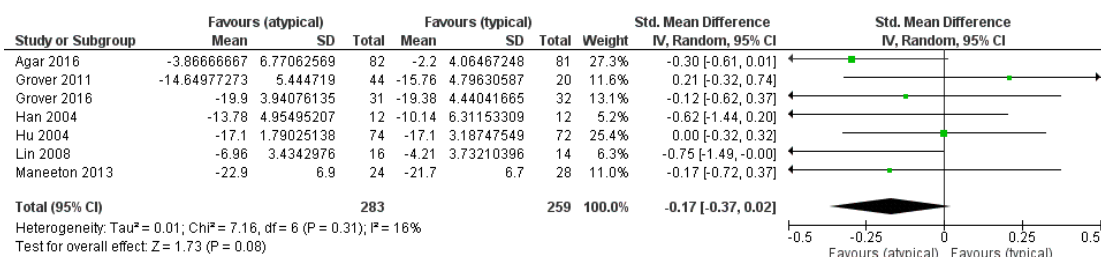 Favours (atypical) Favours (typical) Std. Mean Difference Std. Mean Difference
Study or Subgroup Mean SD Total Mean SD Total Weight IV, Random, 95% CI IV, Random, 95% CI
Agar 2016 -3.86666667 6.77062569 82 -2.2 4.06467248 81 27.3% -0.30 [-0.61, 0.01]
Grover 2011 -14.64977273 5.444719 44 -15.76 4.79630587 20 11.6% 0.21 [-0.32, 0.74]
Grover 2016 -19.9 3.94076135 31 -19.38 4.44041665 32 13.1% -0.12 [-0.62, 0.37]
Han 2004 -13.78 4.95495207 12 -10.14 6.31153309 12 5.2% -0.62 [-1.44, 0.20]
Hu 2004 -17.1 1.79025138 74 -17.1 3.18747549 72 25.4% 0.00 [-0.32, 0.32]
Lin 2008 -6.96 3.4342976 16 -4.21 3.73210396 14 6.3% -0.75 [-1.49, -0.00]
Maneeton 2013 -22.9 6.9 24 -21.7 6.7 28 11.0% -0.17 [-0.72, 0.37]
Total (95% CI) 283 259 100.0% -0.17 [-0.37, 0.02]
Heterogeneity: Tau² = 0.01; Chi² = 7.16, df = 6 (P = 0.31); I² = 16%
Test for overall effect: Z = 1.73 (P = 0.08)
-0.5 -0.25 0 0.25 0.5
Favours (atypical) Favours (typical)